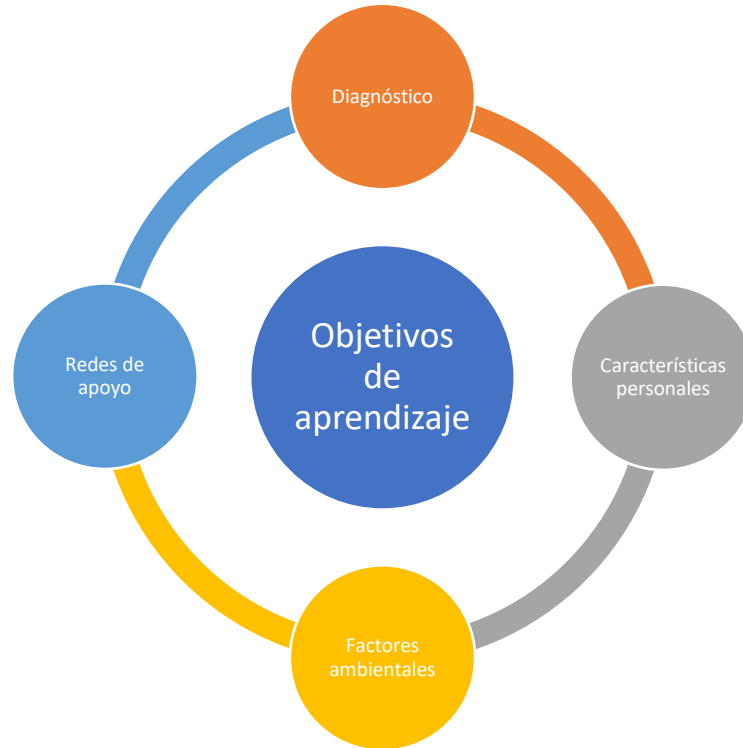 Diagnóstico
Objetivos
de
aprendizaje
Redes de
apoyo
Características
personales
Factores
ambientales